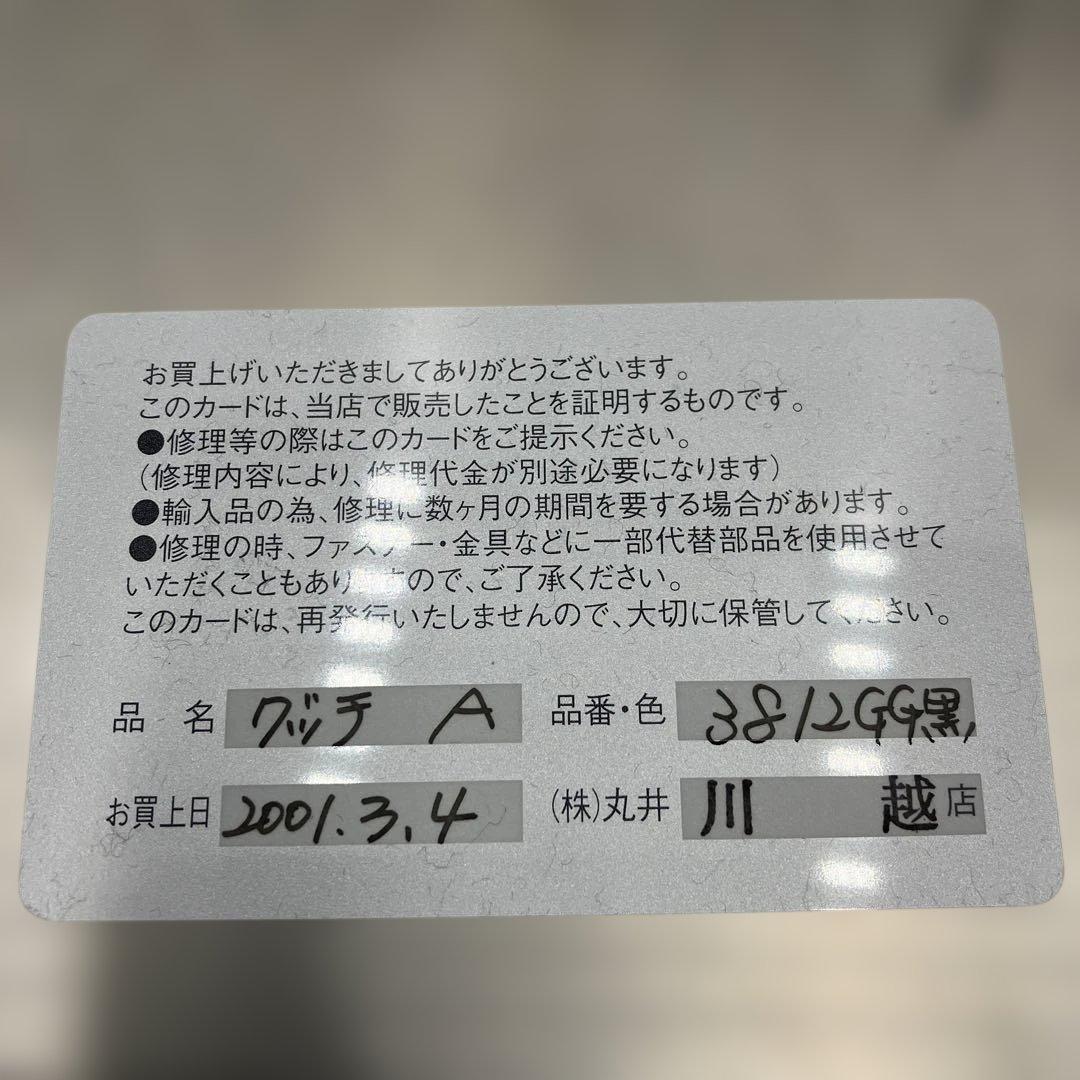 お買上げいただきましてありがとうございます。
このカードは、当店で販売したことを証明するものです。
●修理等の際はこのカードをご提示ください。
(修理内容により、修理代金が別途必要になります)
●輸入品の為、修理に数ヶ月の期間を要する場合があります。
●修理の時、ファスナー・金具などに一部代替部品を使用させて
いただくこともありますので、ご了承ください。
このカードは、再発行いたしませんので、大切に保管してください。
品 名 グッチ A 品番・色 3812GG黒
お買上日 2001.3.4 (株)丸井 川越店